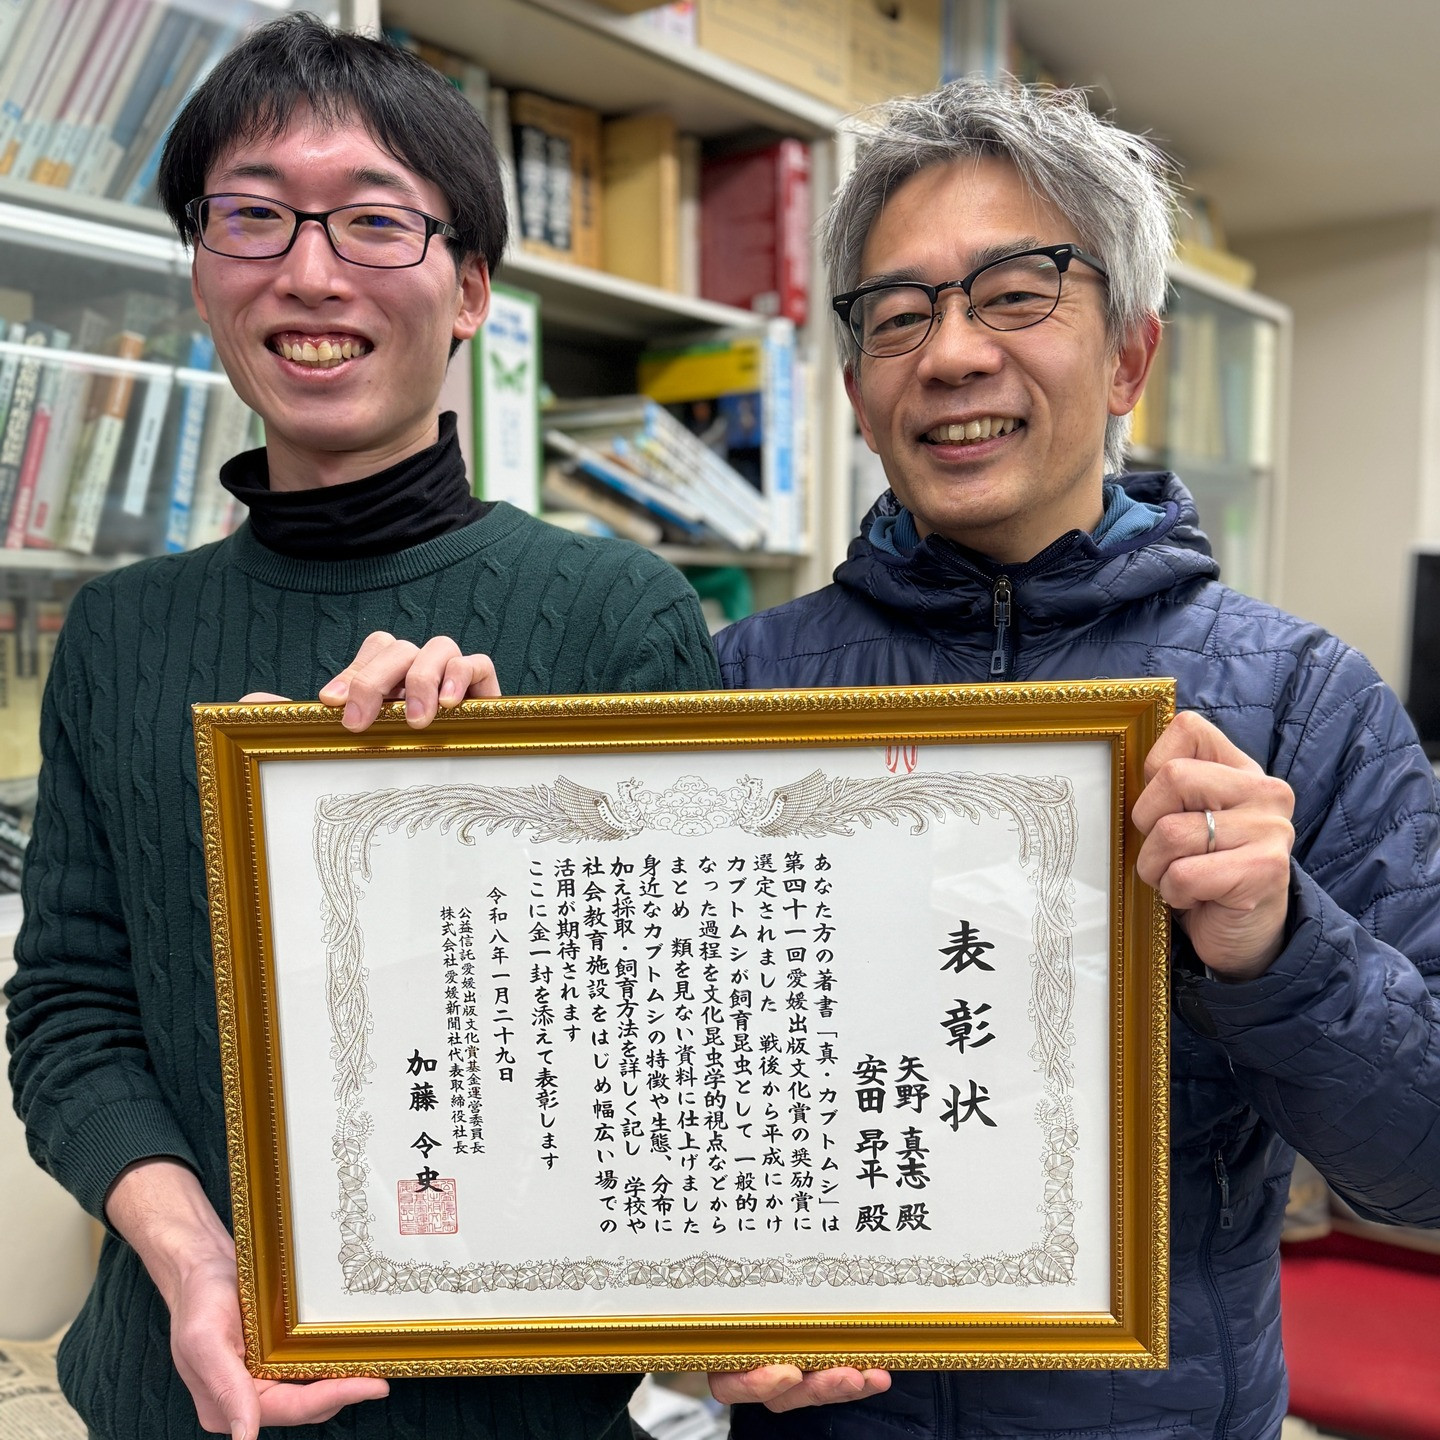 表彰状
矢野 真志 殿
安田 昂平 殿
あなた方の著書「真・カブトムシ」は
第四十一回愛媛出版文化賞の奨励賞に
選定されました 戦後から平成にかけ
カブトムシが飼育昆虫として一般的に
なった過程を文化昆虫学的視点などから
まとめ 類を見ない資料に仕上げました
身近なカブトムシの特徴や生態、分布に
加え採取・飼育方法を詳しく記し 学校や
社会教育施設をはじめ幅広い場での
活用が期待されます
ここに金一封を添えて表彰します
令和八年一月二十九日
公益信託愛媛出版文化賞基金運営委員長
株式会社愛媛新聞社代表取締役社長
加藤 令史